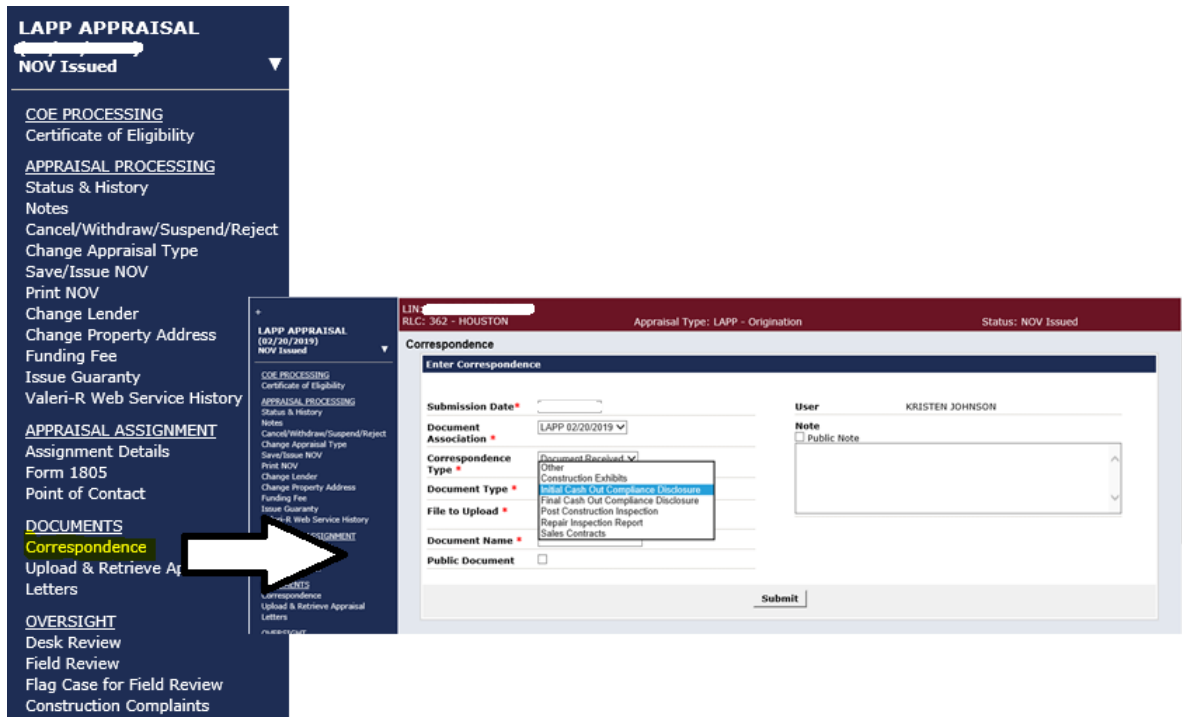 LAPP APPRAISAL
NOV Issued
COE PROCESSING
Certificate of Eligibility
APPRAISAL PROCESSING
Status & History
Notes
Cancel/Withdraw/Suspend/Reject
Change Appraisal Type
Save/Issue NOV
Print NOV
Change Lender
Change Property Address
Funding Fee
Issue Guaranty
Valeri-R Web Service History
APPRAISAL ASSIGNMENT
Assignment Details
Form 1805
Point of Contact
DOCUMENTS
Correspondence
Upload & Retrieve Ap
Letters
OVERSIGHT
Desk Review
Field Review
Flag Case for Field Review
Construction Complaints
+
LAPP APPRAISAL
(02/20/2019)
NOV Issued
COE PROCESSING
Certificate of Eligibility
APPRAISAL PROCESSING
Status & History
Notes
Cancel/Withdraw/Suspend/Reject
Change Appraisal Type
Save/Issue NOV
Print NOV
Change Lender
Change Property Address
Funding Fee
Issue Guaranty
Web Service History
Correspondence
Upload & Retrieve Appraisal
Letters
OVERSIGHT
LIN:
RLC: 362 - HOUSTON
Appraisal Type: LAPP - Origination
Status: NOV Issued
Correspondence
Enter Correspondence
Submission Date*
User
KRISTEN JOHNSON
Document Association *
LAPP 02/20/2019
Note
Public Note
Correspondence Type *
Document Received
Other
Construction Exhibits
Document Type *
Initial Cash Out Compliance Disclosure
Final Cash Out Compliance Disclosure
File to Upload *
Post Construction Inspection
Repair Inspection Report
Sales Contracts
Document Name *
Public Document
Submit